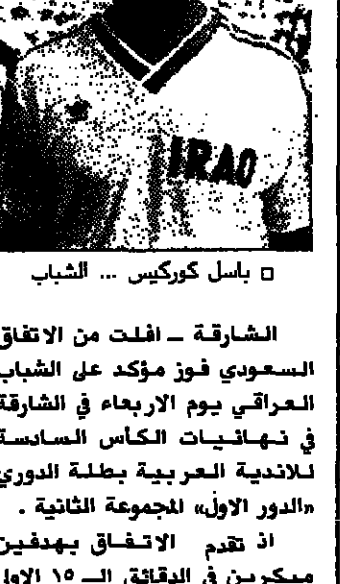 IRAQ
□ باسل كوركيس ... الشباب
الشارقة ــ افلت من الاتفاق
السعودي فوز مؤكد على الشباب
العراقي يوم الاربعاء في الشارقة
في نهائيات الكأس السادسة
للاندية العربية بطلة الدوري
«الدور الاول» المجموعة الثانية .
اذ تقدم الاتفاق بهدفين
مبكرين في الدقائق الـ ١٥ الاول